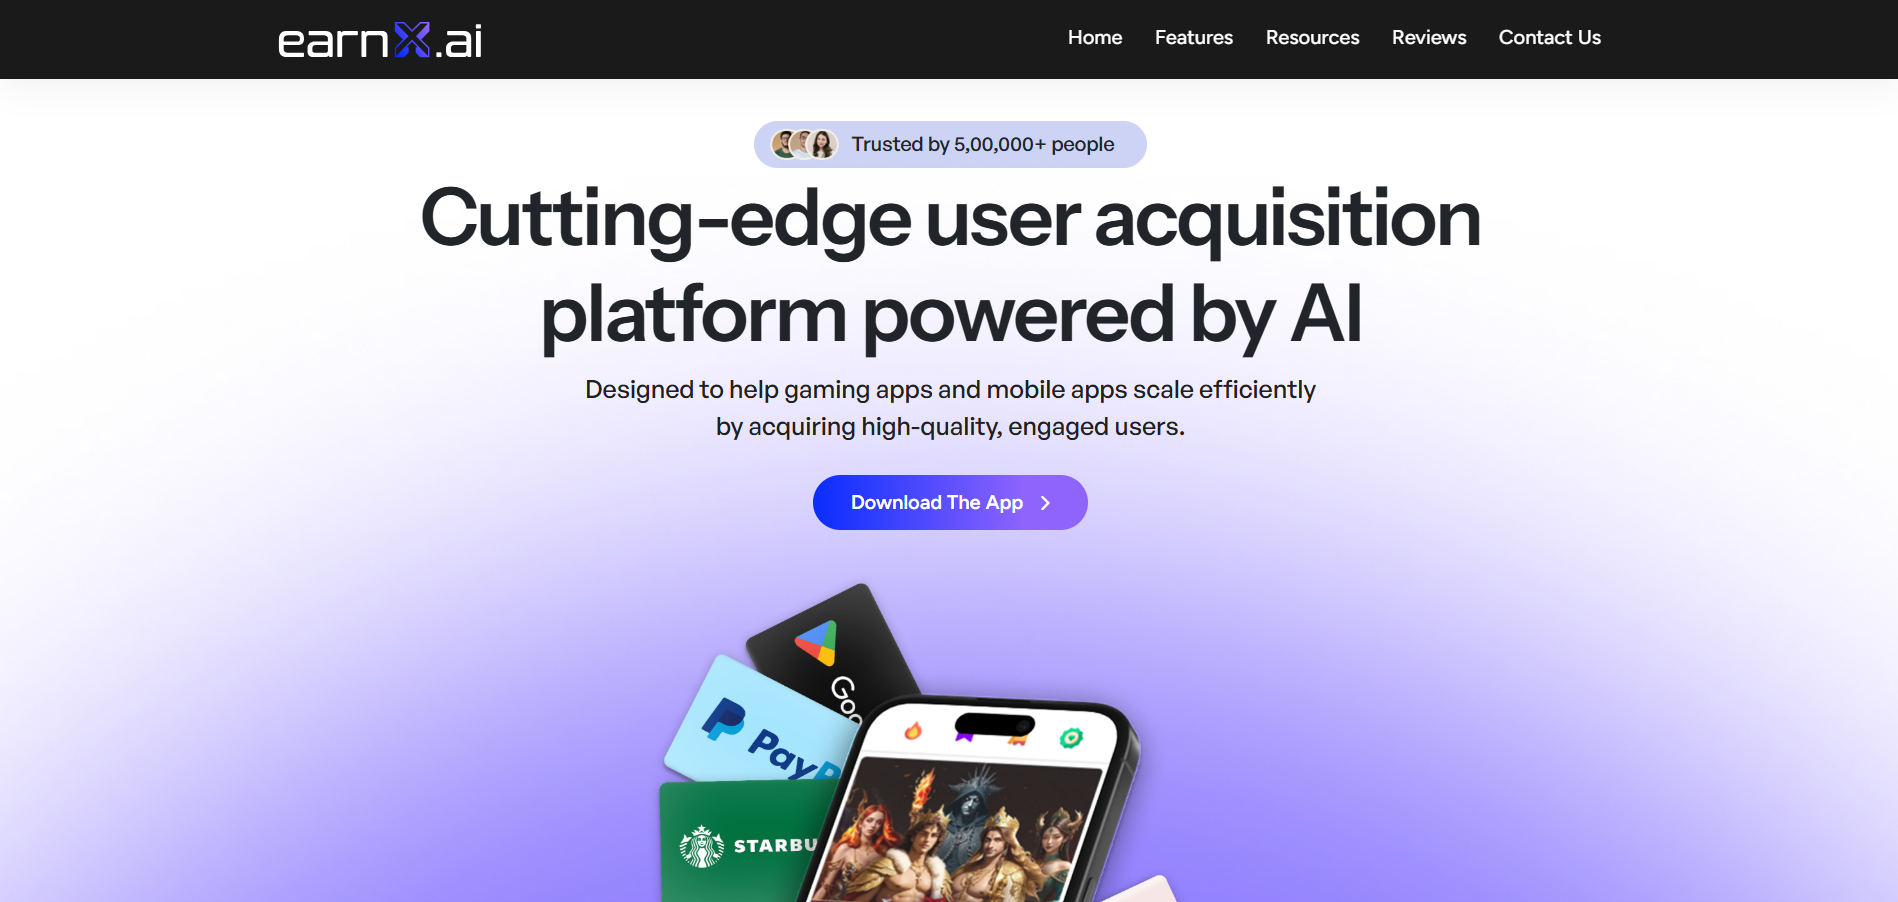 earnX.ai
Home Features Resources Reviews Contact Us
Trusted by 5,00,000+ people
Cutting-edge user acquisition
platform powered by AI
Designed to help gaming apps and mobile apps scale efficiently
by acquiring high-quality, engaged users.
Download The App
Goo
PayP
STARBU